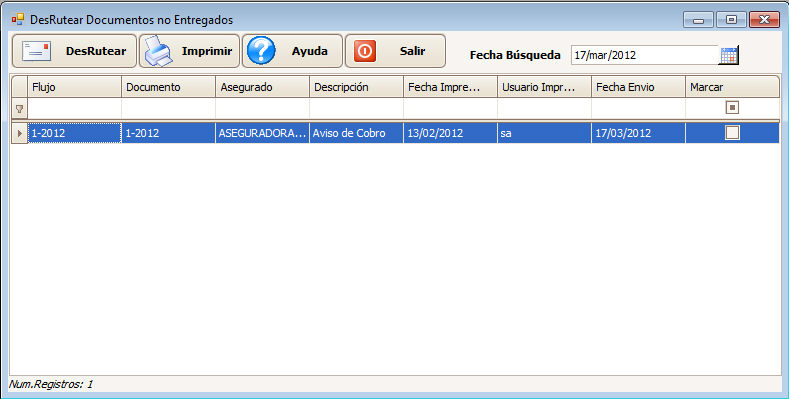 DesRutear Documentos no Entregados
DesRutear Imprimir Ayuda Salir Fecha Búsqueda 17/mar/2012
Flujo Documento Asegurado Descripción Fecha Impre... Usuario Impr... Fecha Envio Marcar
1-2012 1-2012 ASEGURADORA... Aviso de Cobro 13/02/2012 sa 17/03/2012
Num.Registros: 1